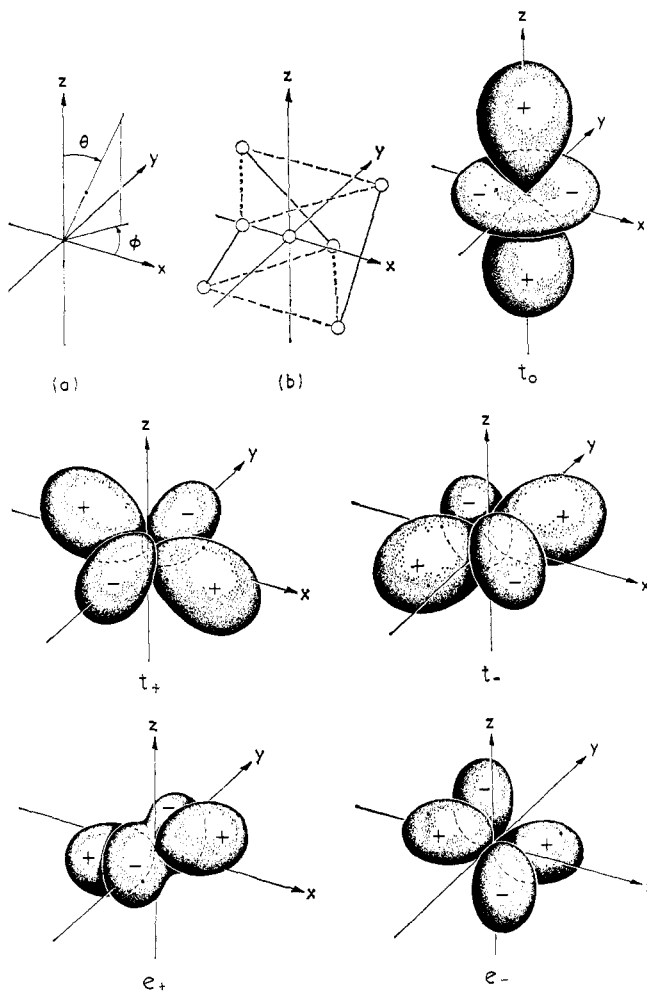 z
θ
y
ϕ
x
(a)
z
y
x
(b)
z
+
y
- -
x
+
t₀
z
y
+
-
-
+
x
t₊
z
y
-
+
+
-
x
t₋
z
y
-
+
+
-
x
e₊
z
y
-
+
+
-
e₋